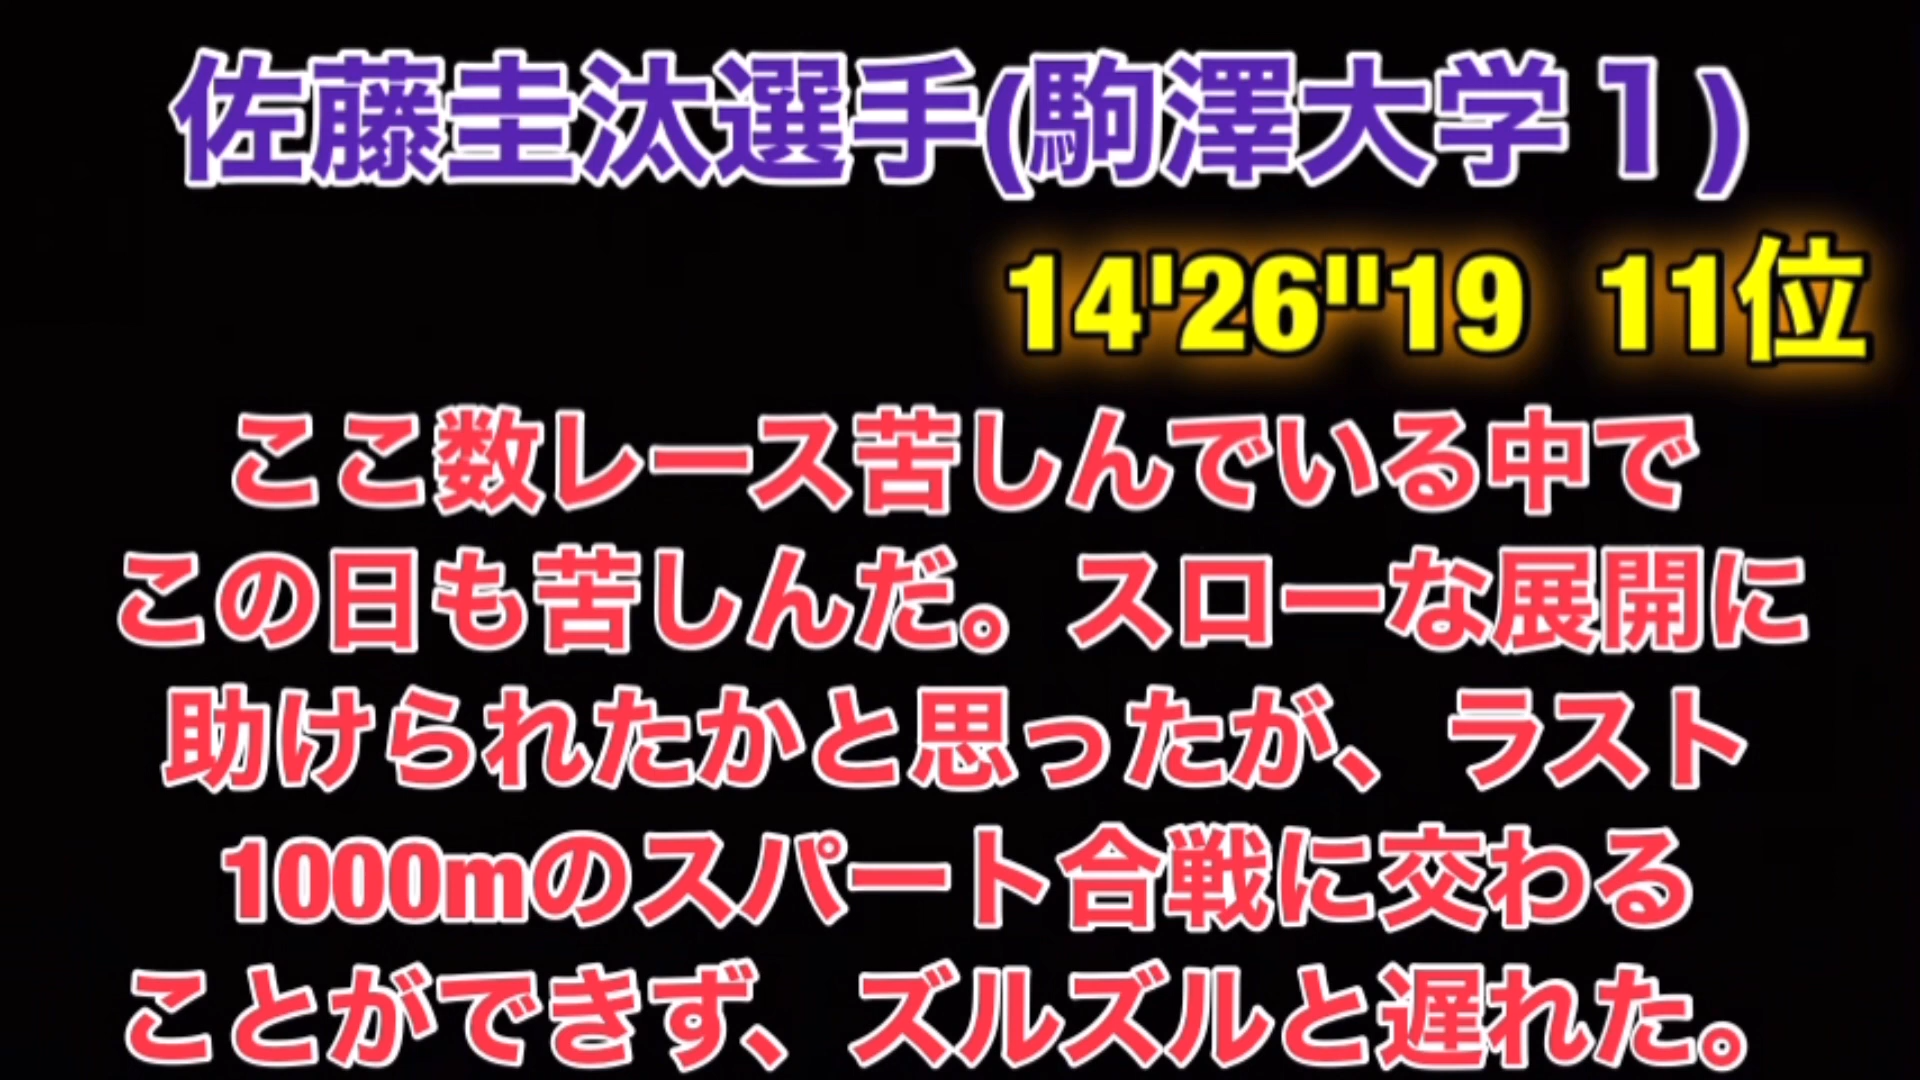 佐藤圭汰選手(駒澤大学１)
14'26"19 11位
ここ数レース苦しんでいる中で
この日も苦しんだ。スローな展開に
助けられたかと思ったが、ラスト
1000mのスパート合戦に交わる
ことができず、ズルズルと遅れた。